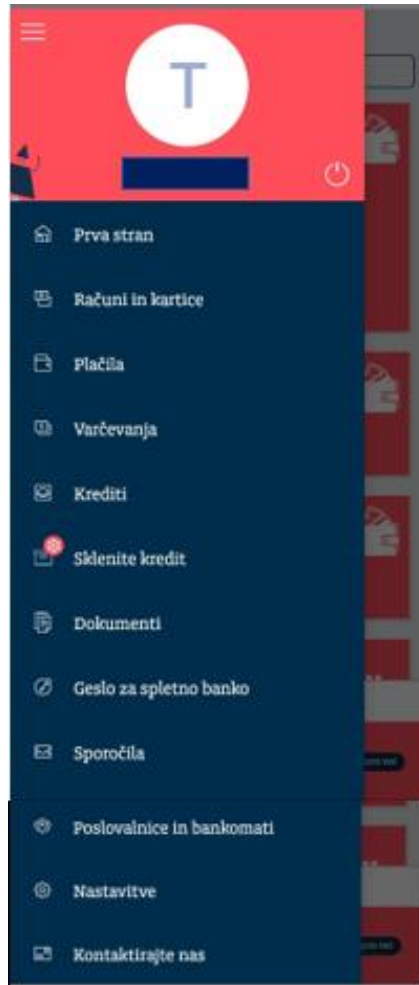 T
Prva stran
Računi in kartice
Plačila
Varčevanja
Krediti
Sklenite kredit
Dokumenti
Geslo za spletno banko
Sporočila
Poslovalnice in bankomati
Nastavitve
Kontaktirajte nas